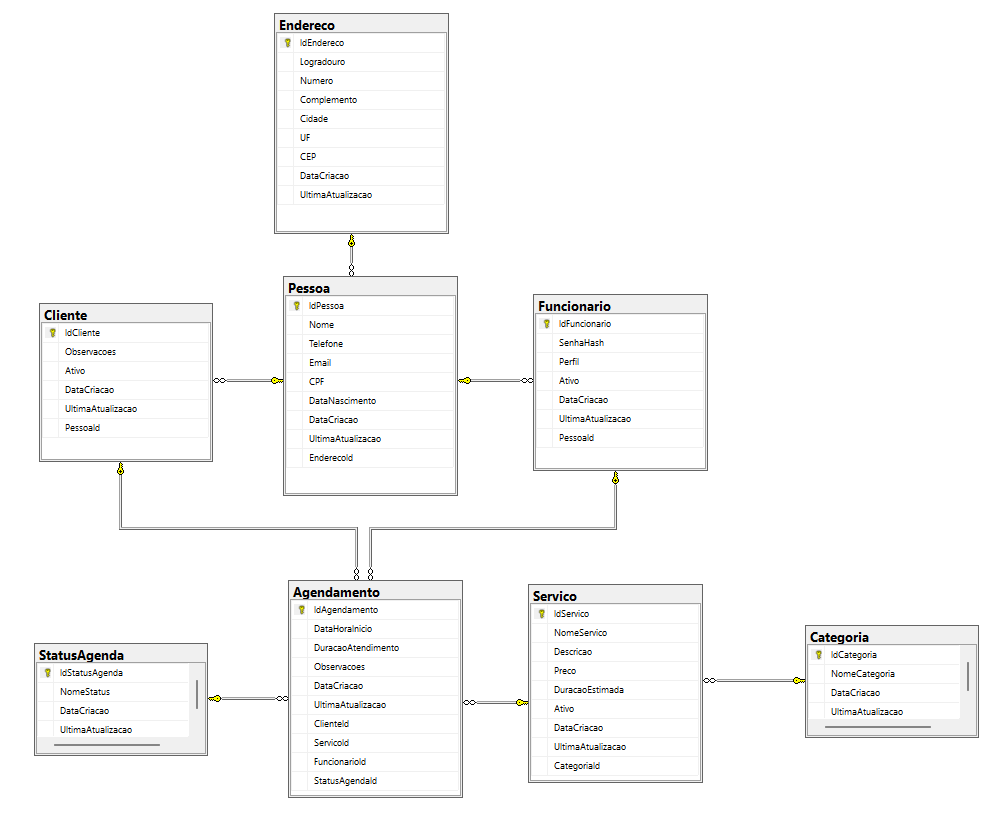 Endereco
IdEndereco
Logradouro
Numero
Complemento
Cidade
UF
CEP
DataCriacao
UltimaAtualizacao
Pessoa
IdPessoa
Nome
Telefone
Email
CPF
DataNascimento
DataCriacao
UltimaAtualizacao
EnderecoId
Cliente
IdCliente
Observacoes
Ativo
DataCriacao
UltimaAtualizacao
PessoaId
Funcionario
IdFuncionario
SenhaHash
Perfil
Ativo
DataCriacao
UltimaAtualizacao
PessoaId
Agendamento
IdAgendamento
DataHoraInicio
DuracaoAtendimento
Observacoes
DataCriacao
UltimaAtualizacao
ClienteId
ServicoId
FuncionarioId
StatusAgendaId
Servico
IdServico
NomeServico
Descricao
Preco
DuracaoEstimada
Ativo
DataCriacao
UltimaAtualizacao
CategoriaId
StatusAgenda
IdStatusAgenda
NomeStatus
DataCriacao
UltimaAtualizacao
Categoria
IdCategoria
NomeCategoria
DataCriacao
UltimaAtualizacao